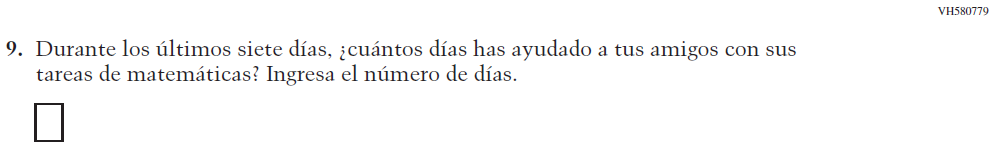 VH580779
9. Durante los últimos siete días, ¿cuántos días has ayudado a tus amigos con sus
tareas de matemáticas? Ingresa el número de días.